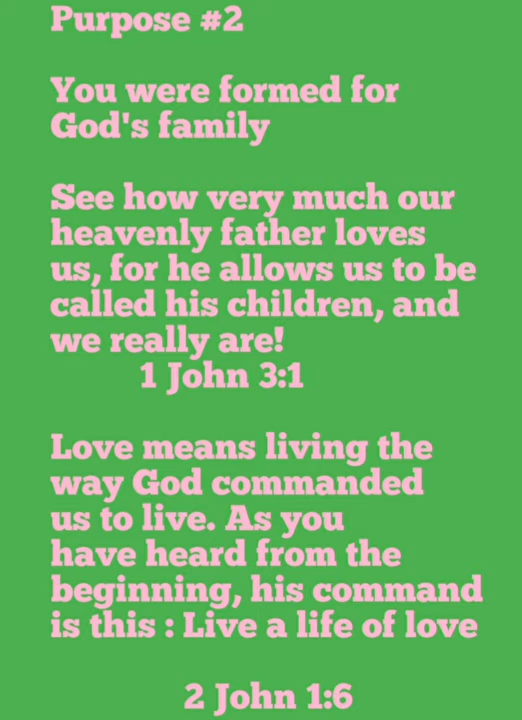 Purpose #2
You were formed for
God's family
See how very much our
heavenly father loves
us, for he allows us to be
called his children, and
we really are!
1 John 3:1
Love means living the
way God commanded
us to live. As you
have heard from the
beginning, his command
is this : Live a life of love
2 John 1:6